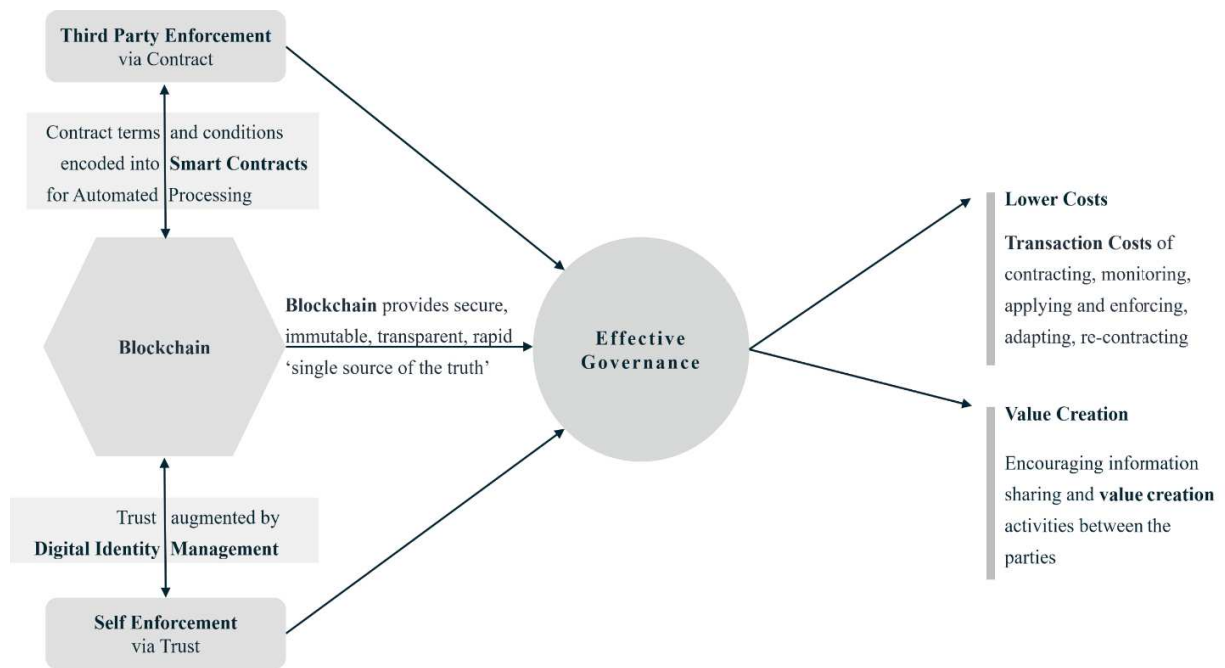 Third Party Enforcement
via Contract
Contract terms and conditions
encoded into Smart Contracts
for Automated Processing
Blockchain
Blockchain provides secure,
immutable, transparent, rapid
‘single source of the truth’
Trust augmented by
Digital Identity Management
Self Enforcement
via Trust
Effective
Governance
Lower Costs
Transaction Costs of
contracting, monitoring,
applying and enforcing,
adapting, re-contracting
Value Creation
Encouraging information
sharing and value creation
activities between the
parties